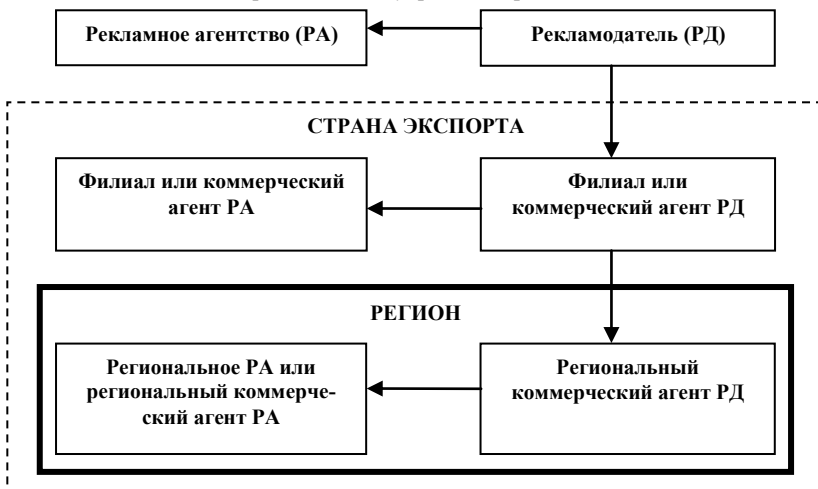 Рекламное агентство (РА)
Рекламодатель (РД)
СТРАНА ЭКСПОРТА
Филиал или коммерческий
агент РА
Филиал или
коммерческий агент РД
РЕГИОН
Региональное РА или
региональный коммерче-
ский агент РА
Региональный
коммерческий агент РД